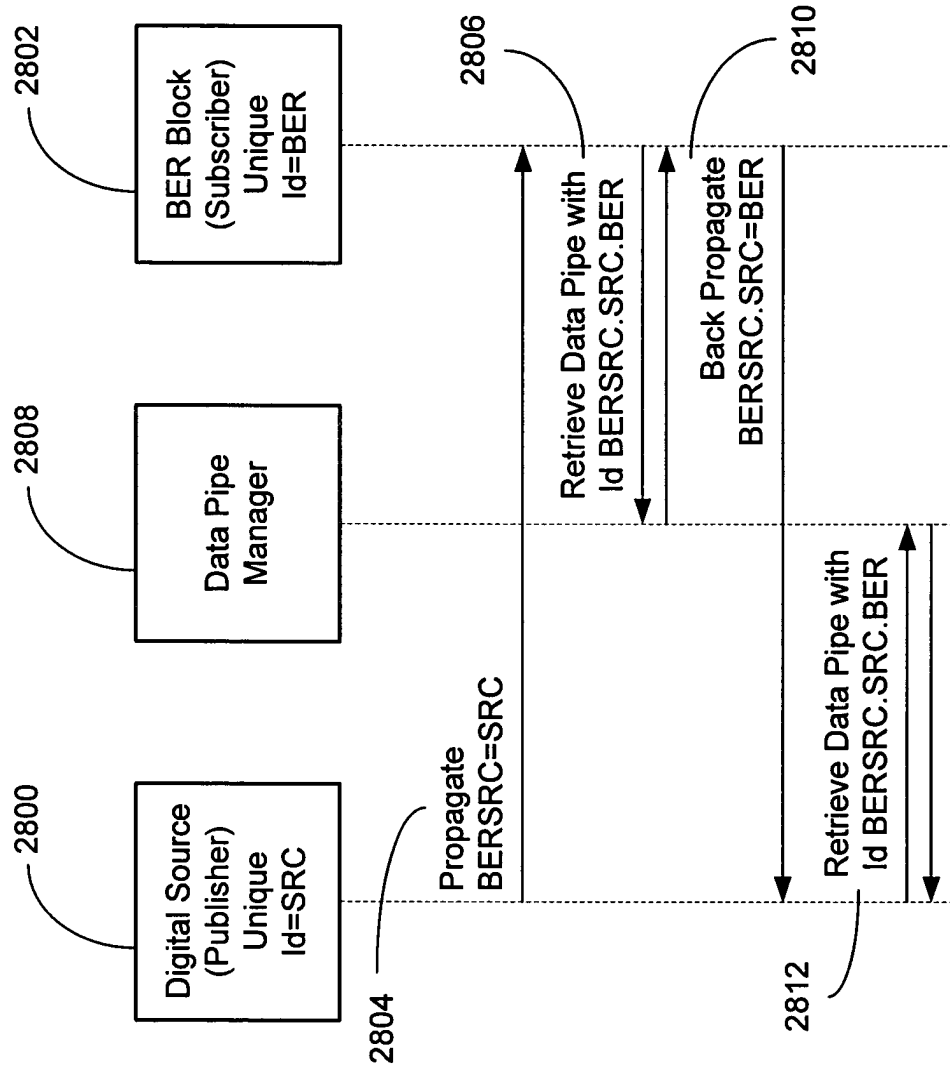 2800
2808
2802
Digital Source
(Publisher)
Unique
Id=SRC
Data Pipe
Manager
BER Block
(Subscriber)
Unique
Id=BER
2804
Propagate
BERSRC=SRC
2806
Retrieve Data Pipe with
Id BERSRC.SRC.BER
2810
Back Propagate
BERSRC.SRC=BER
Retrieve Data Pipe with
Id BERSRC.SRC.BER
2812